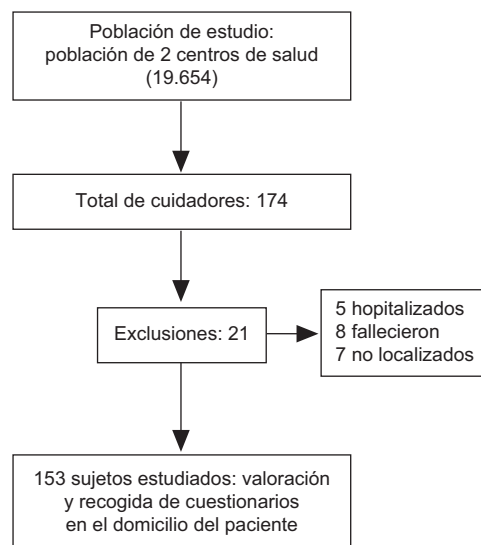 Población de estudio:
población de 2 centros de salud
(19.654)
Total de cuidadores: 174
Exclusiones: 21
5 hopitalizados
8 fallecieron
7 no localizados
153 sujetos estudiados: valoración
y recogida de cuestionarios
en el domicilio del paciente